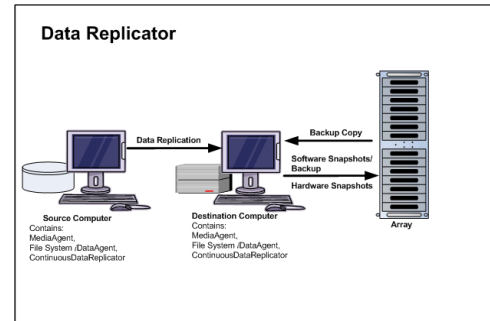 Data Replicator
Data Replication
Backup Copy
Software Snapshots/
Backup
Hardware Snapshots
Array
Source Computer
Contains:
MediaAgent,
File System /DataAgent,
ContinuousDataReplicator
Destination Computer
Contains:
MediaAgent,
File System /DataAgent,
ContinuousDataReplicator